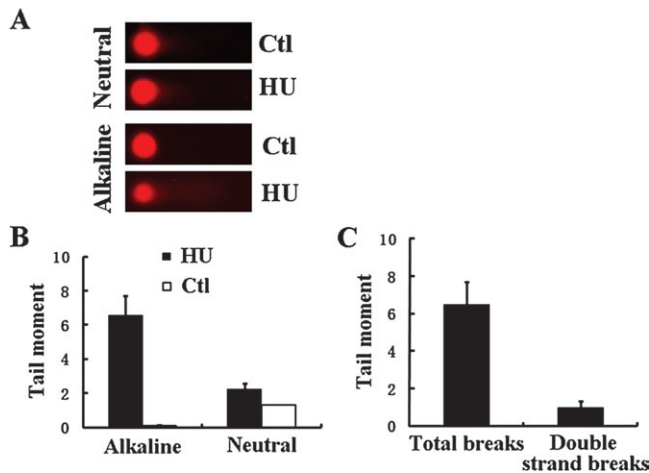 A
Neutral
Ctl
HU
Alkaline
Ctl
HU
B
Tail moment
10
8
6
4
2
0
HU
Ctl
Alkaline
Neutral
C
Tail moment
10
8
6
4
2
0
Total breaks
Double
strand breaks